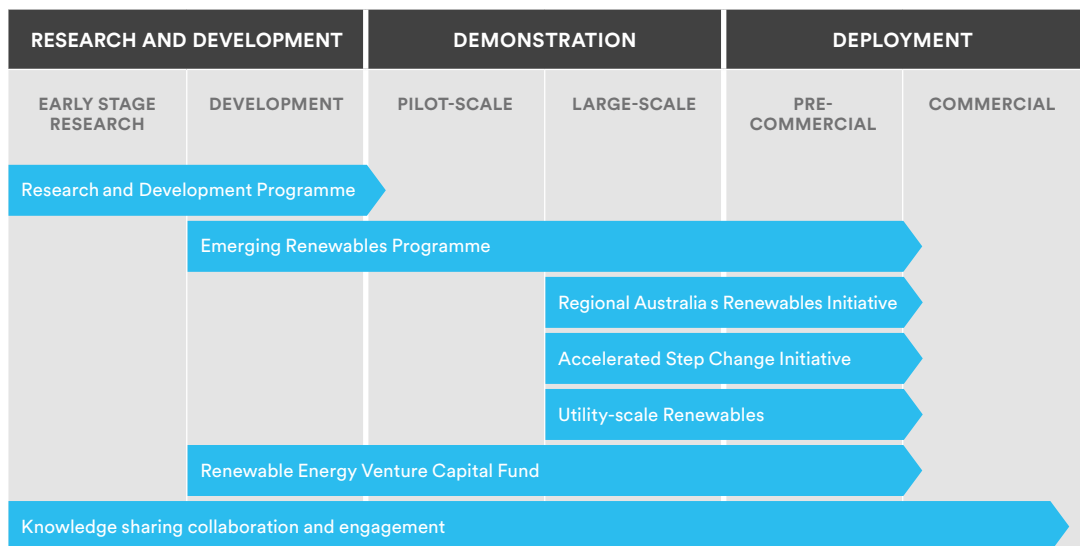 RESEARCH AND DEVELOPMENT
DEMONSTRATION
DEPLOYMENT
EARLY STAGE
RESEARCH
DEVELOPMENT
PILOT-SCALE
LARGE-SCALE
PRE-
COMMERCIAL
COMMERCIAL
Research and Development Programme
Emerging Renewables Programme
Regional Australia s Renewables Initiative
Accelerated Step Change Initiative
Utility-scale Renewables
Renewable Energy Venture Capital Fund
Knowledge sharing collaboration and engagement